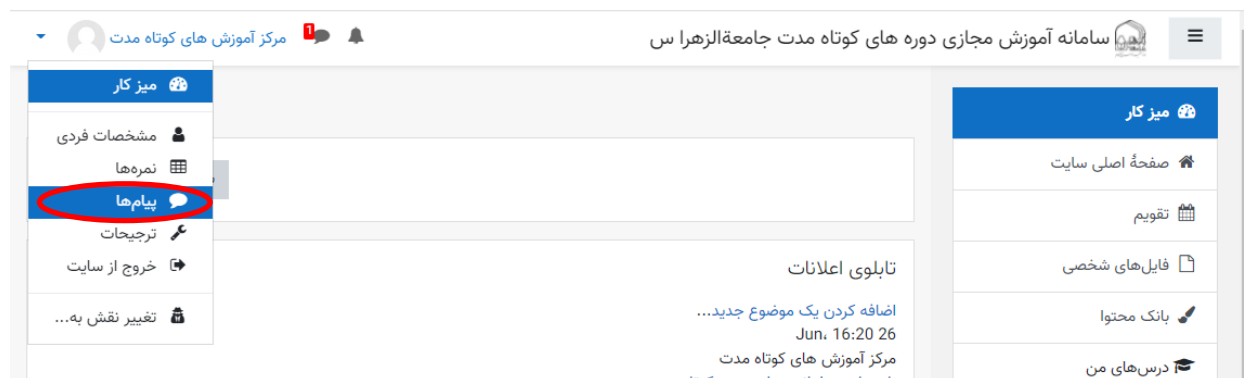 سامانه آموزش مجازی دوره های کوتاه مدت جامعةالزهرا س
1
مرکز آموزش های کوتاه مدت
میز کار
صفحهٔ اصلی سایت
تقویم
فایل‌های شخصی
بانک محتوا
درس‌های من
تابلوی اعلانات
اضافه کردن یک موضوع جدید...
Jun، 16:20 26
مرکز آموزش های کوتاه مدت
میز کار
مشخصات فردی
نمره‌ها
پیام‌ها
ترجیحات
خروج از سایت
تغییر نقش به...